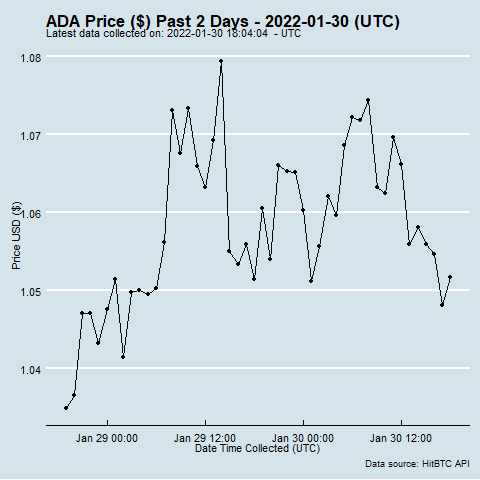 ADA Price ($) Past 2 Days - 2022-01-30 (UTC)
Latest data collected on: 2022-01-30 18:04:04 - UTC
1.08
1.07
1.06
1.05
1.04
Price USD ($)
Jan 29 00:00 Jan 29 12:00 Jan 30 00:00 Jan 30 12:00
Date Time Collected (UTC)
Data source: HitBTC API